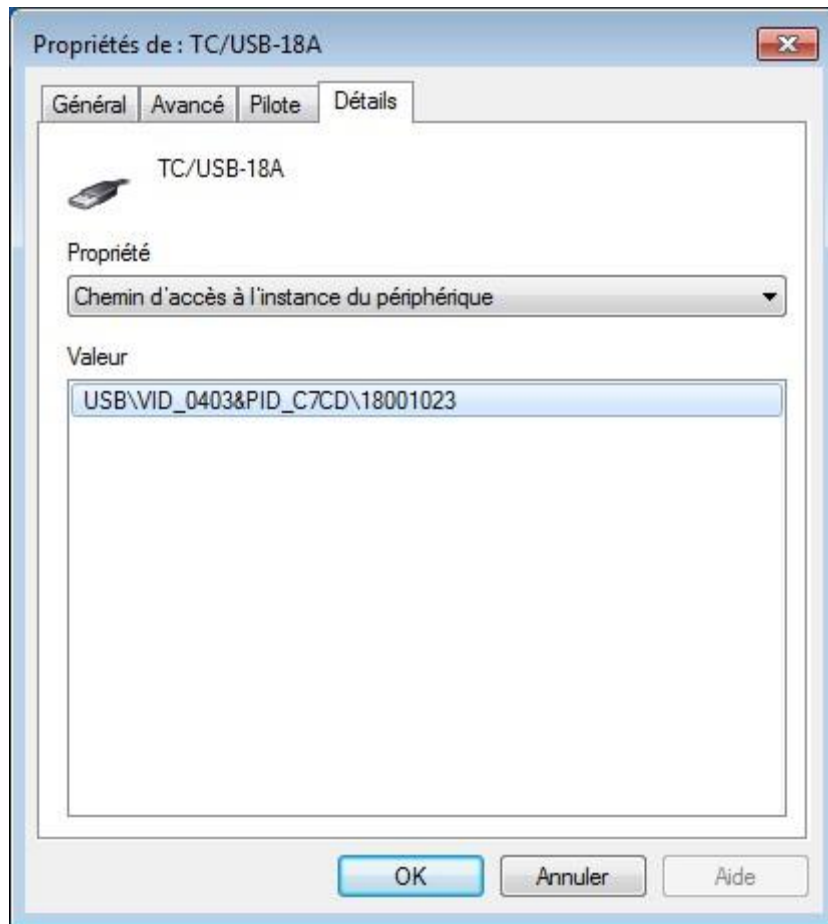 Propriétés de : TC/USB-18A
Général Avancé Pilote Détails
TC/USB-18A
Propriété
Chemin d'accès à l'instance du périphérique
Valeur
USB\VID_0403&PID_C7CD\18001023
OK Annuler Aide